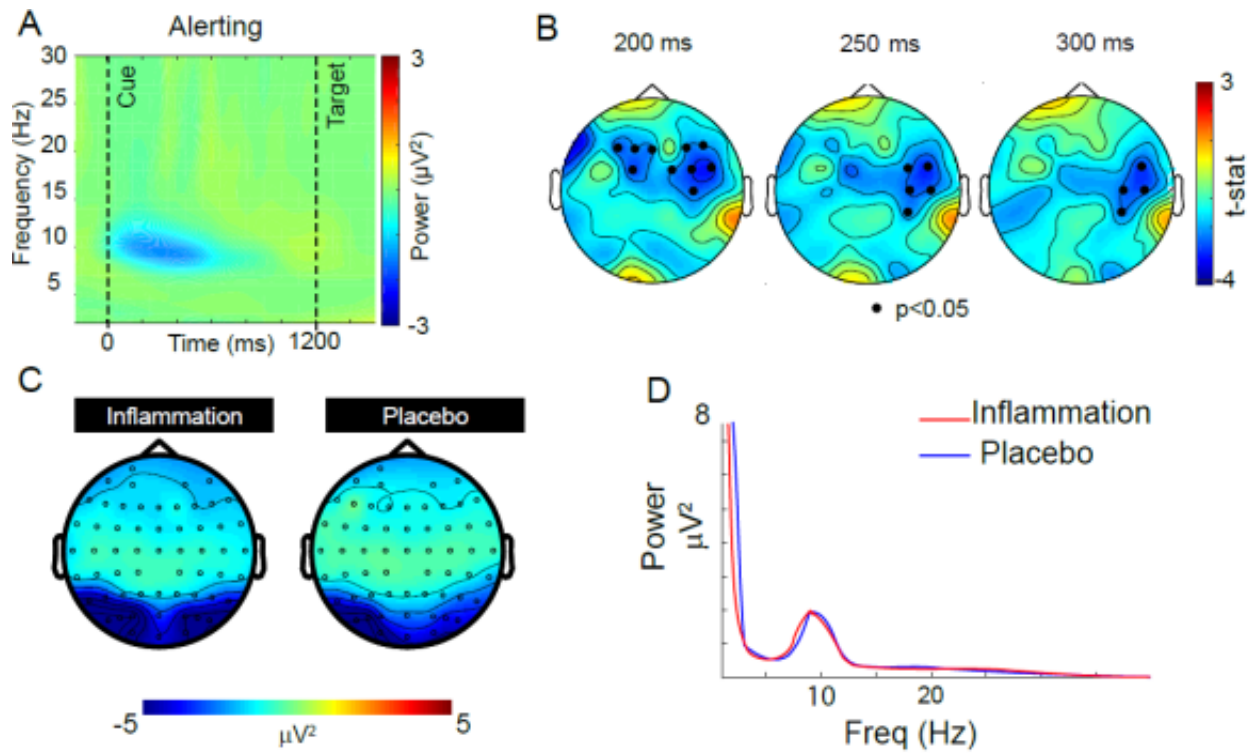 A
Alerting
30
25
20
15
10
5
Frequency (Hz)
Cue
Target
0
Time (ms)
1200
3
Power (μV²)
-3
B
200 ms
250 ms
300 ms
3
t-stat
-4
p<0.05
C
Inflammation
Placebo
-5
5
μV²
D
8
Power
μV²
Inflammation
Placebo
10
20
Freq (Hz)